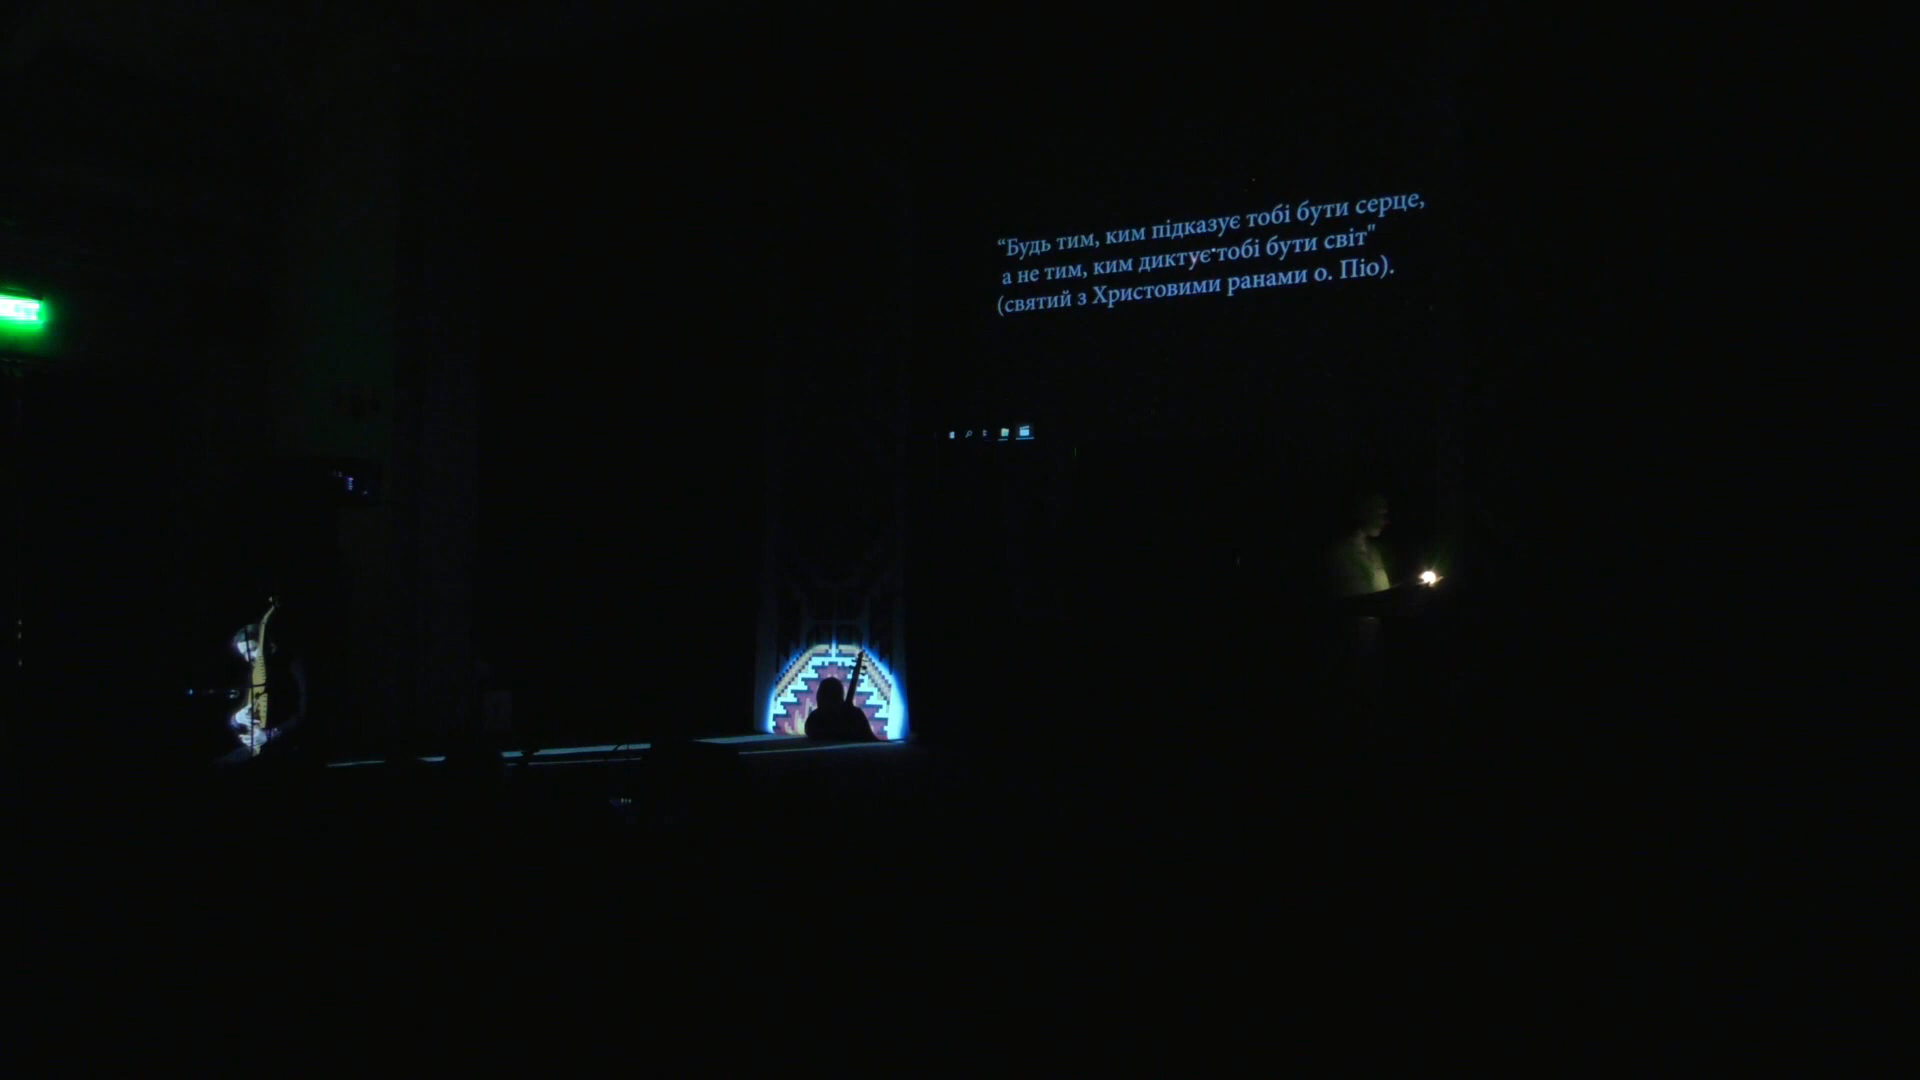 “Будь тим, ким підказує тобі бути серце,
а не тим, ким диктує тобі бути світ"
(святий з Христовими ранами о. Піо).